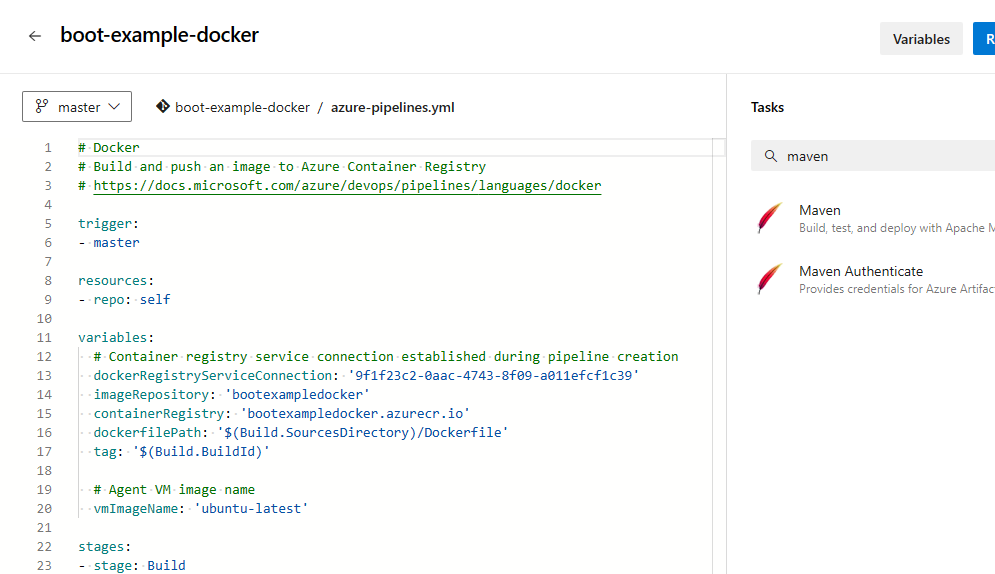 boot-example-docker
Variables
R
master
boot-example-docker / azure-pipelines.yml
Tasks
maven
Maven
Build, test, and deploy with Apache M
Maven Authenticate
Provides credentials for Azure Artifac
1 # Docker
2 # Build and push an image to Azure Container Registry
3 # https://docs.microsoft.com/azure/devops/pipelines/languages/docker
4
5 trigger:
6 - master
7
8 resources:
9 - repo: self
10
11 variables:
12 # Container registry service connection established during pipeline creation
13 dockerRegistryServiceConnection: '9f1f23c2-0aac-4743-8f09-a011efcf1c39'
14 imageRepository: 'bootexampledocker'
15 containerRegistry: 'bootexampledocker.azurecr.io'
16 dockerfilePath: '$(Build.SourcesDirectory)/Dockerfile'
17 tag: '$(Build.BuildId)'
18
19 # Agent VM image name
20 vmImageName: 'ubuntu-latest'
21
22 stages:
23 - stage: Build